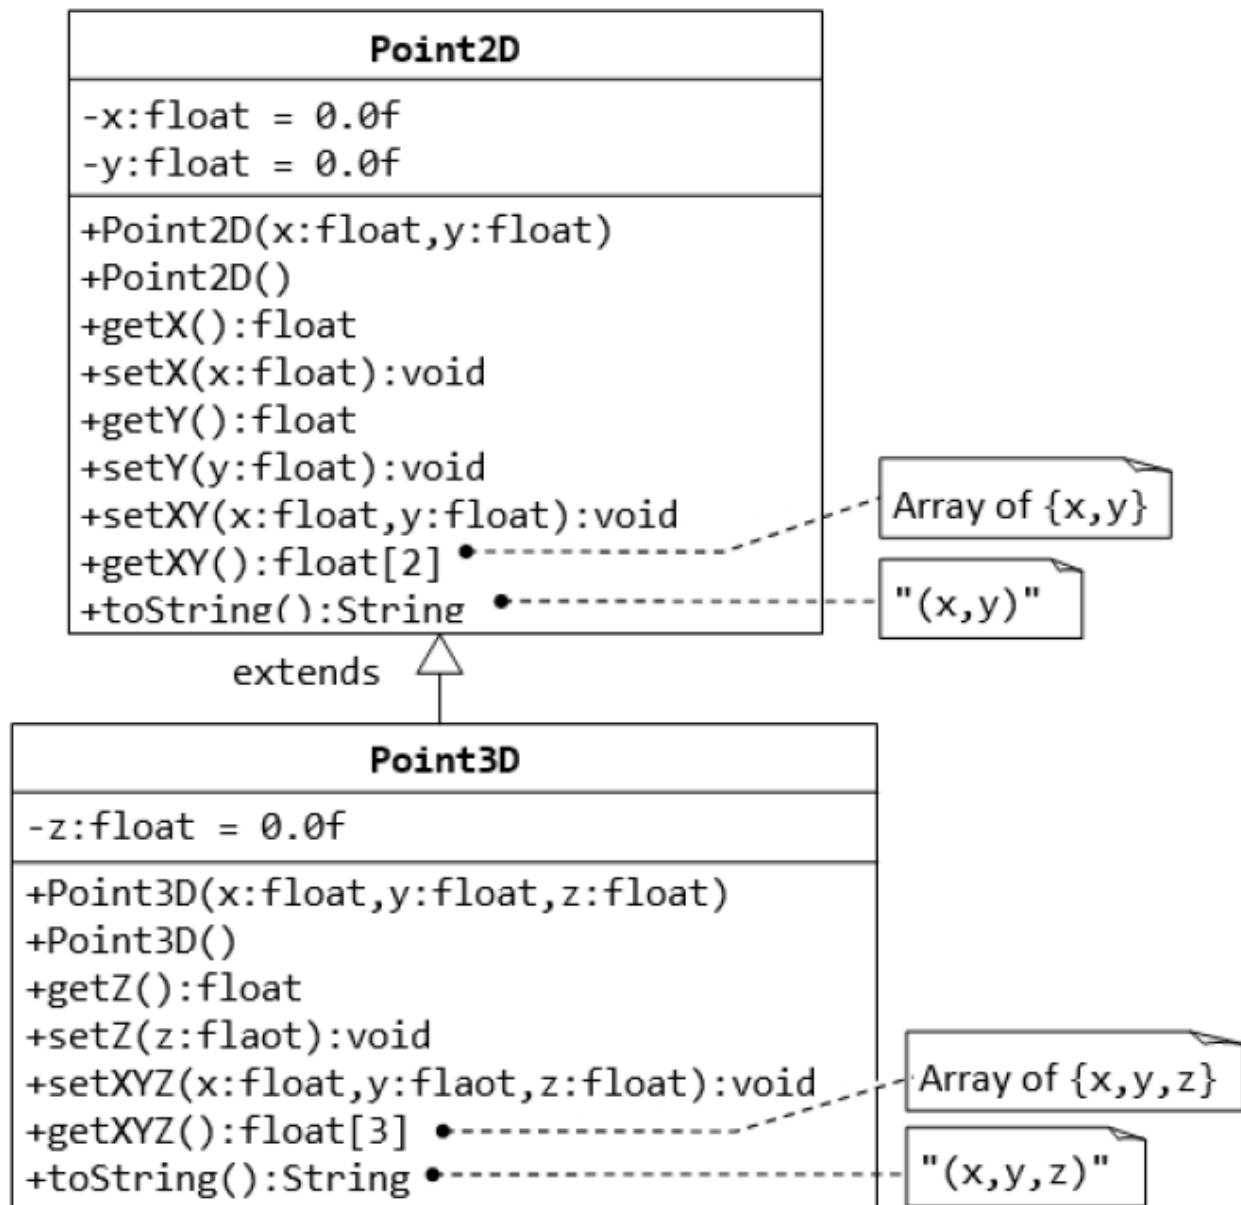 Point2D
-x:float = 0.0f
-y:float = 0.0f
+Point2D(x:float,y:float)
+Point2D()
+getX():float
+setX(x:float):void
+getY():float
+setY(y:float):void
+setXY(x:float,y:float):void
+getXY():float[2]
+toString():String
Array of {x,y}
"(x,y)"
extends
Point3D
-z:float = 0.0f
+Point3D(x:float,y:float,z:float)
+Point3D()
+getZ():float
+setZ(z:flaot):void
+setXYZ(x:float,y:flaot,z:float):void
+getXYZ():float[3]
+toString():String
Array of {x,y,z}
"(x,y,z)"